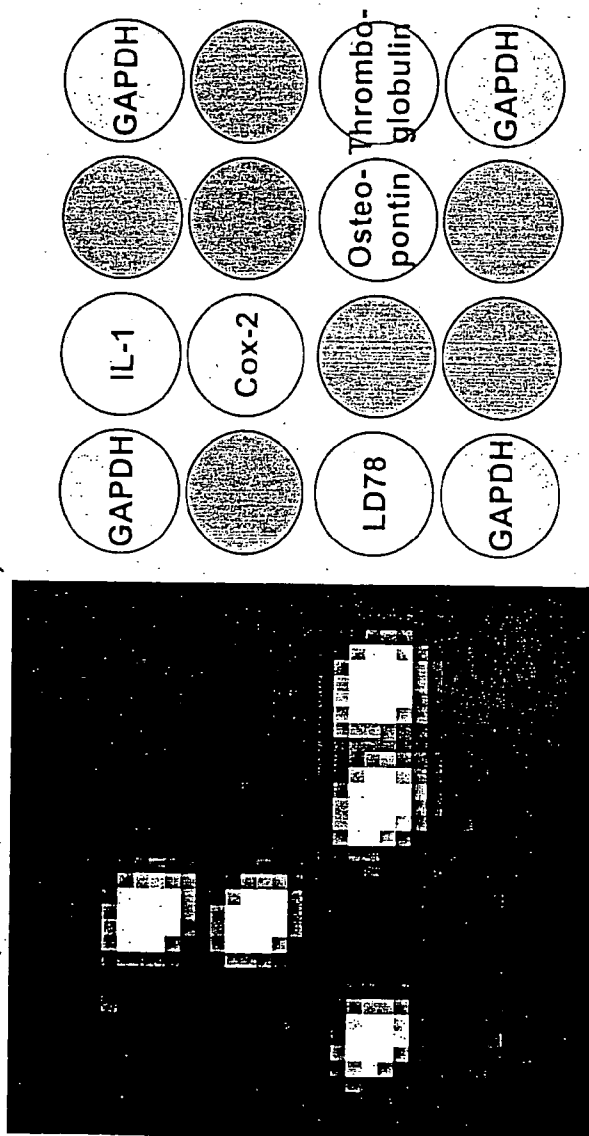 GAPDH
IL-1
GAPDH
Cox-2
LD78
Osteo-
pontin
Thrombo-
globulin
GAPDH
GAPDH